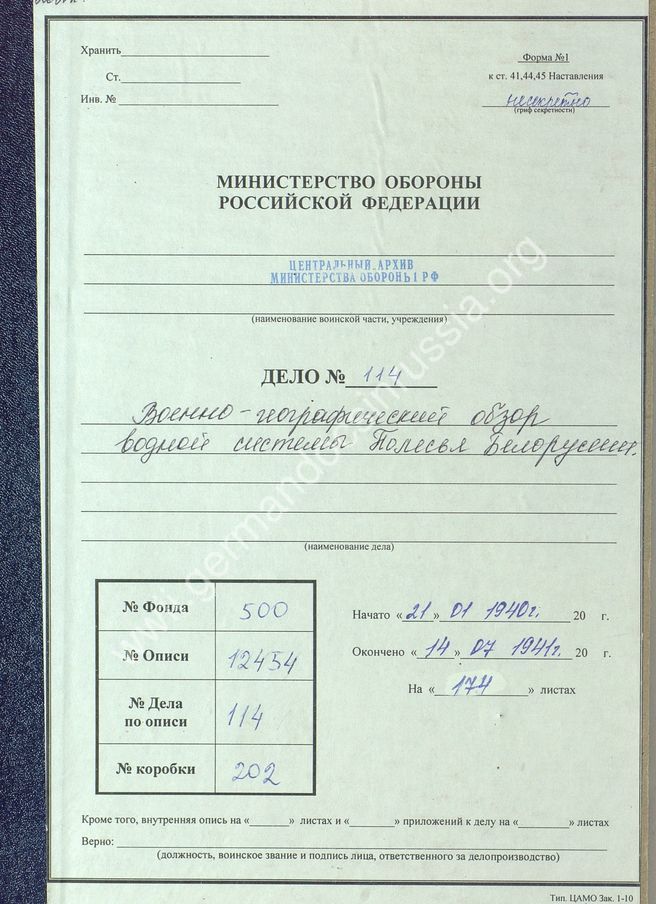 Хранить
Форма №1
Ст.
к ст. 41,44,45 Наставления
Инв. №
несекретно
(гриф секретности)
МИНИСТЕРСТВО ОБОРОНЫ
РОССИЙСКОЙ ФЕДЕРАЦИИ
ЦЕНТРАЛЬНЫЙ АРХИВ
МИНИСТЕРСТВА ОБОРОНЫ РФ
(наименование воинской части, учреждения)
ДЕЛО № 114
Военно-географический обзор
водной системы Полесья Белоруссии.
(наименование дела)
№ Фонда 500
№ Описи 12454
№ Дела
по описи 114
№ коробки 202
Начато «21» 01 1940г. 20 г.
Окончено «14» 07 1941г. 20 г.
На «174» листах
Кроме того, внутренняя опись на «______» листах и «______» приложений к делу на «______» листах
Верно:
(должность, воинское звание и подпись лица, ответственного за делопроизводство)
Тип. ЦАМО Зак. 1-10
www.germandocsinrussia.org